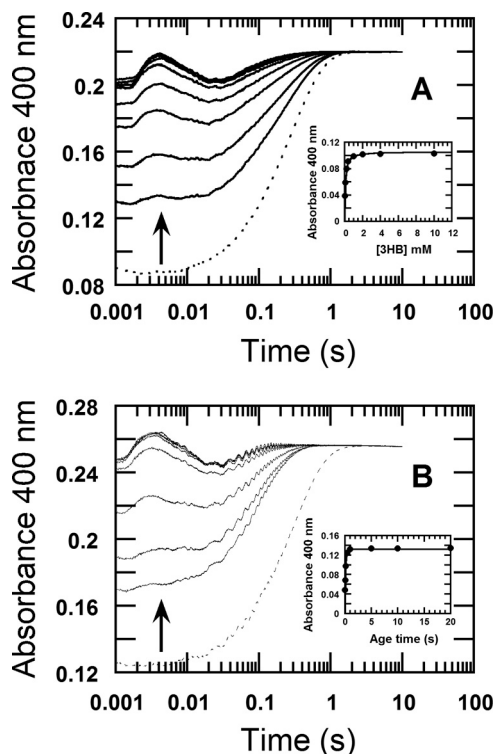 A
Absorbnace 400 nm
0.2
0.16
0.12
0.08
Absorbance 400 nm
0.12
0.08
0.04
0.00
0 2 4 6 8 10 12
[3HB] mM
0.001 0.01 0.1 1 10 100
Time (s)
B
Absorbance 400 nm
0.28
0.24
0.2
0.16
0.12
Absorbance 400 nm
0.16
0.12
0.08
0.04
0.00
0 5 10 15 20
Age time (s)
0.001 0.01 0.1 1 10 100
Time (s)